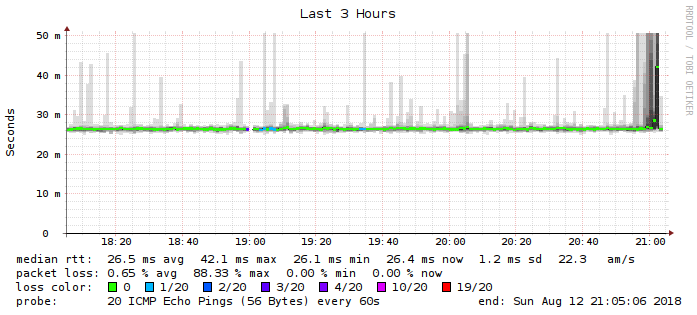 Last 3 Hours
RRDTOOL / TOBI OETIKER
Seconds
50 m
40 m
30 m
20 m
10 m
0
18:20 18:40 19:00 19:20 19:40 20:00 20:20 20:40 21:00
median rtt: 26.5 ms avg 42.1 ms max 26.1 ms min 26.4 ms now 1.2 ms sd 22.3 am/s
packet loss: 0.65 % avg 88.33 % max 0.00 % min 0.00 % now
loss color: 0 1/20 2/20 3/20 4/20 10/20 19/20
probe: 20 ICMP Echo Pings (56 Bytes) every 60s end: Sun Aug 12 21:05:06 2018